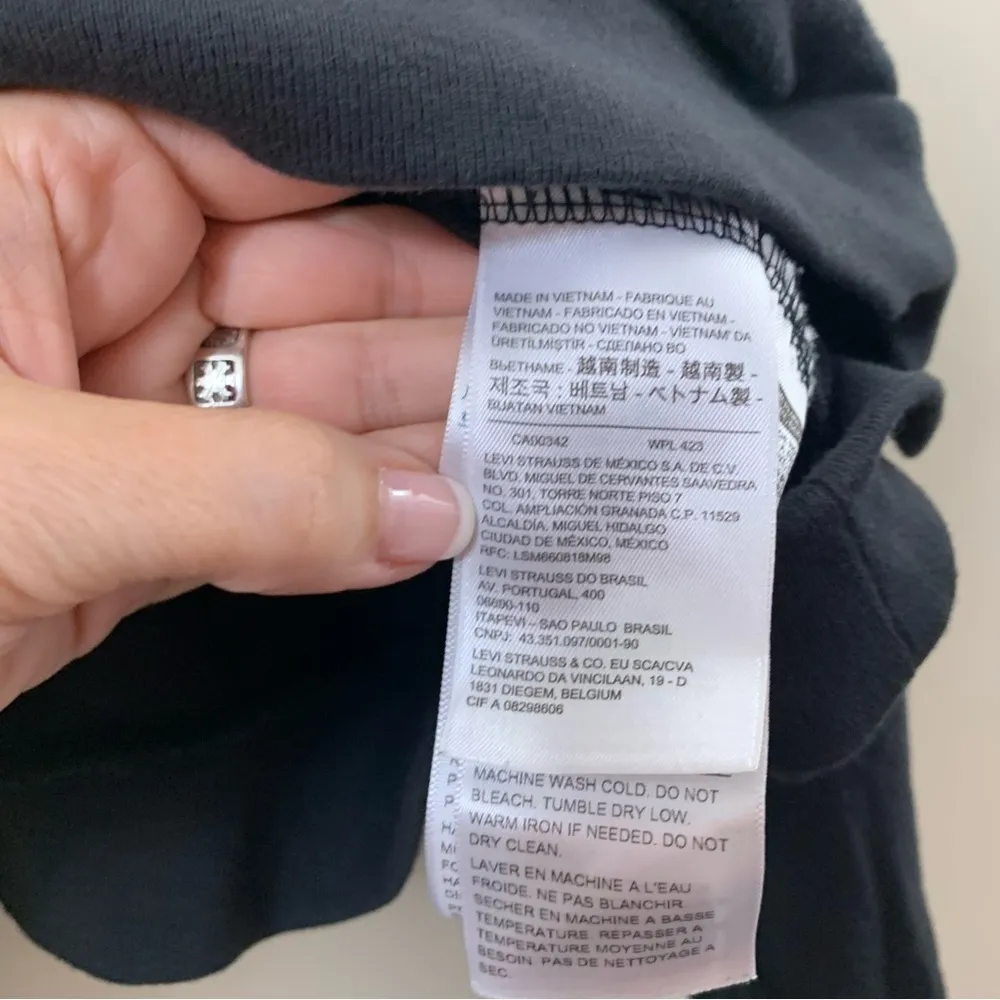 MADE IN VIETNAM - FABRIQUE AU
VIETNAM - FABRICADO EN VIETNAM -
FABRICADO NO VIETNAM - VİETNAM'DA
ÜRETİLMİŞTİR - СДЕЛАНО ВО
ВЬЕТНАМЕ - 越南制造 - 越南製 -
제조국 : 베트남 - ベトナム製 -
BUATAN VIETNAM
CA00342 WPL 423
LEVI STRAUSS DE MÉXICO S.A. DE C.V.
BLVD. MIGUEL DE CERVANTES SAAVEDRA
NO. 301, TORRE NORTE PISO 7
COL. AMPLIACIÓN GRANADA C.P. 11529
ALCALDÍA. MIGUEL HIDALGO
CIUDAD DE MÉXICO, MÉXICO
RFC: LSM660818M98
LEVI STRAUSS DO BRASIL
AV. PORTUGAL, 400
06690-110
ITAPEVI – SAO PAULO BRASIL
CNPJ: 43.351.097/0001-90
LEVI STRAUSS & CO. EU SCA/CVA
LEONARDO DA VINCILAAN, 19 - D
1831 DIEGEM, BELGIUM
CIF A 08298606
MACHINE WASH COLD. DO NOT
BLEACH. TUMBLE DRY LOW.
WARM IRON IF NEEDED. DO NOT
DRY CLEAN.
LAVER EN MACHINE A L'EAU
FROIDE. NE PAS BLANCHIR.
SECHER EN MACHINE A BASSE
TEMPERATURE. REPASSER A
TEMPERATURE MOYENNE AU
BESOIN. PAS DE NETTOYAGE A
SEC.